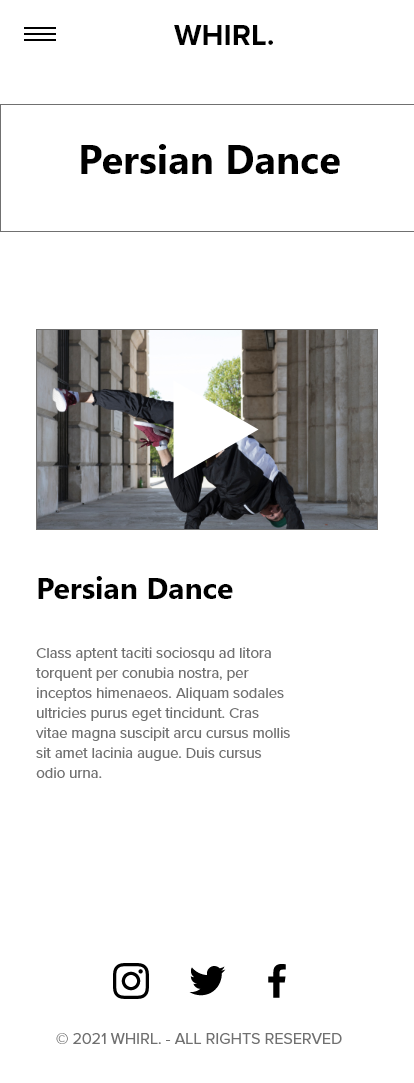 WHIRL.
Persian Dance
Persian Dance
Class aptent taciti sociosqu ad litora
torquent per conubia nostra, per
inceptos himenaeos. Aliquam sodales
ultricies purus eget tincidunt. Cras
vitae magna suscipit arcu cursus mollis
sit amet lacinia augue. Duis cursus
odio urna.
© 2021 WHIRL. - ALL RIGHTS RESERVED